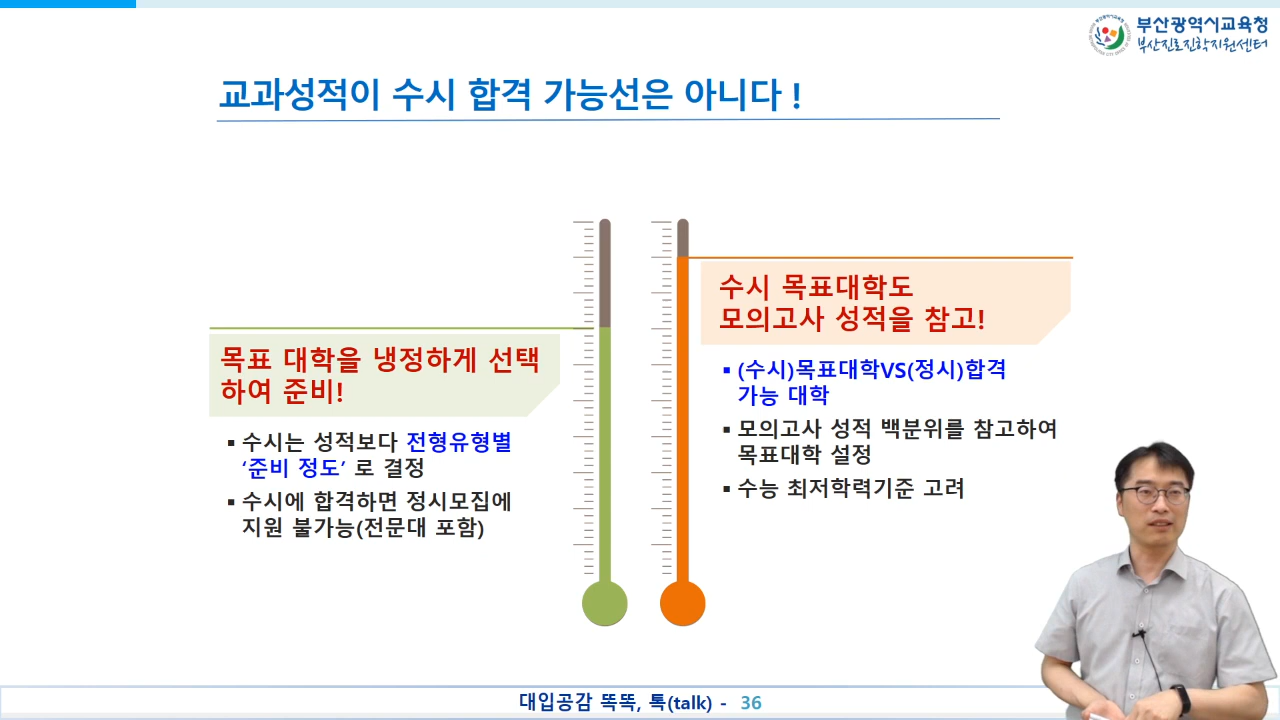 부산광역시교육청
부산진로진학지원센터
교과성적이 수시 합격 가능선은 아니다 !
목표 대학을 냉정하게 선택
하여 준비!
▪ 수시는 성적보다 전형유형별
‘준비 정도’ 로 결정
▪ 수시에 합격하면 정시모집에
지원 불가능(전문대 포함)
수시 목표대학도
모의고사 성적을 참고!
▪ (수시)목표대학VS(정시)합격
가능 대학
▪ 모의고사 성적 백분위를 참고하여
목표대학 설정
▪ 수능 최저학력기준 고려
대입공감 똑똑, 톡(talk) - 36